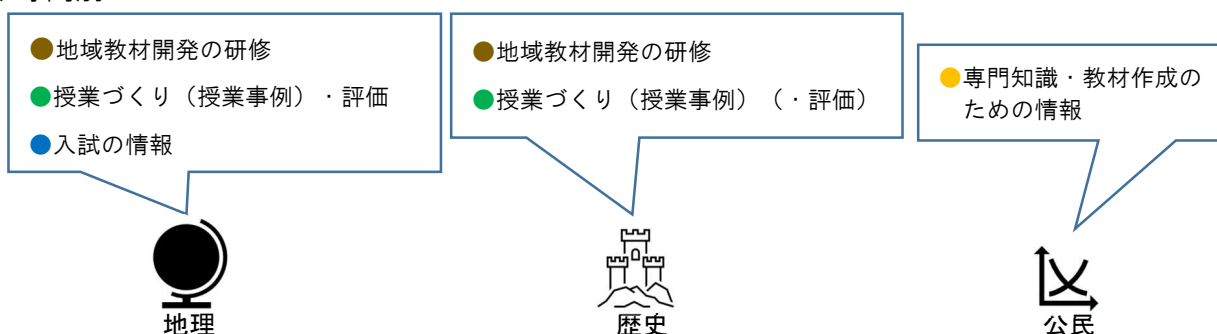 ●地域教材開発の研修
●授業づくり（授業事例）・評価
●入試の情報
地理
●地域教材開発の研修
●授業づくり（授業事例）（・評価）
歴史
●専門知識・教材作成の
ための情報
公民